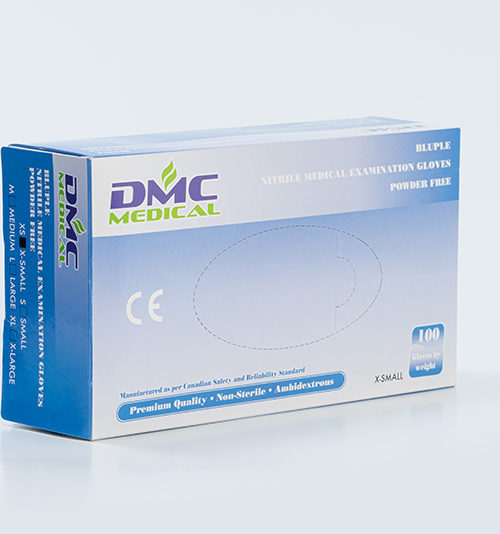 BLUPLE
NITRILE MEDICAL EXAMINATION GLOVES
POWDER FREE
DMC
MEDICAL
CE
100
Gloves by
weight
Manufactured as per Canadian Safety and Reliability Standard
X-SMALL
Premium Quality • Non-Sterile • Ambidextrous
DMC
MEDICAL
BLUPLE
NITRILE MEDICAL EXAMINATION GLOVES
POWDER FREE
XS X-SMALL S SMALL
M MEDIUM L LARGE XL X-LARGE